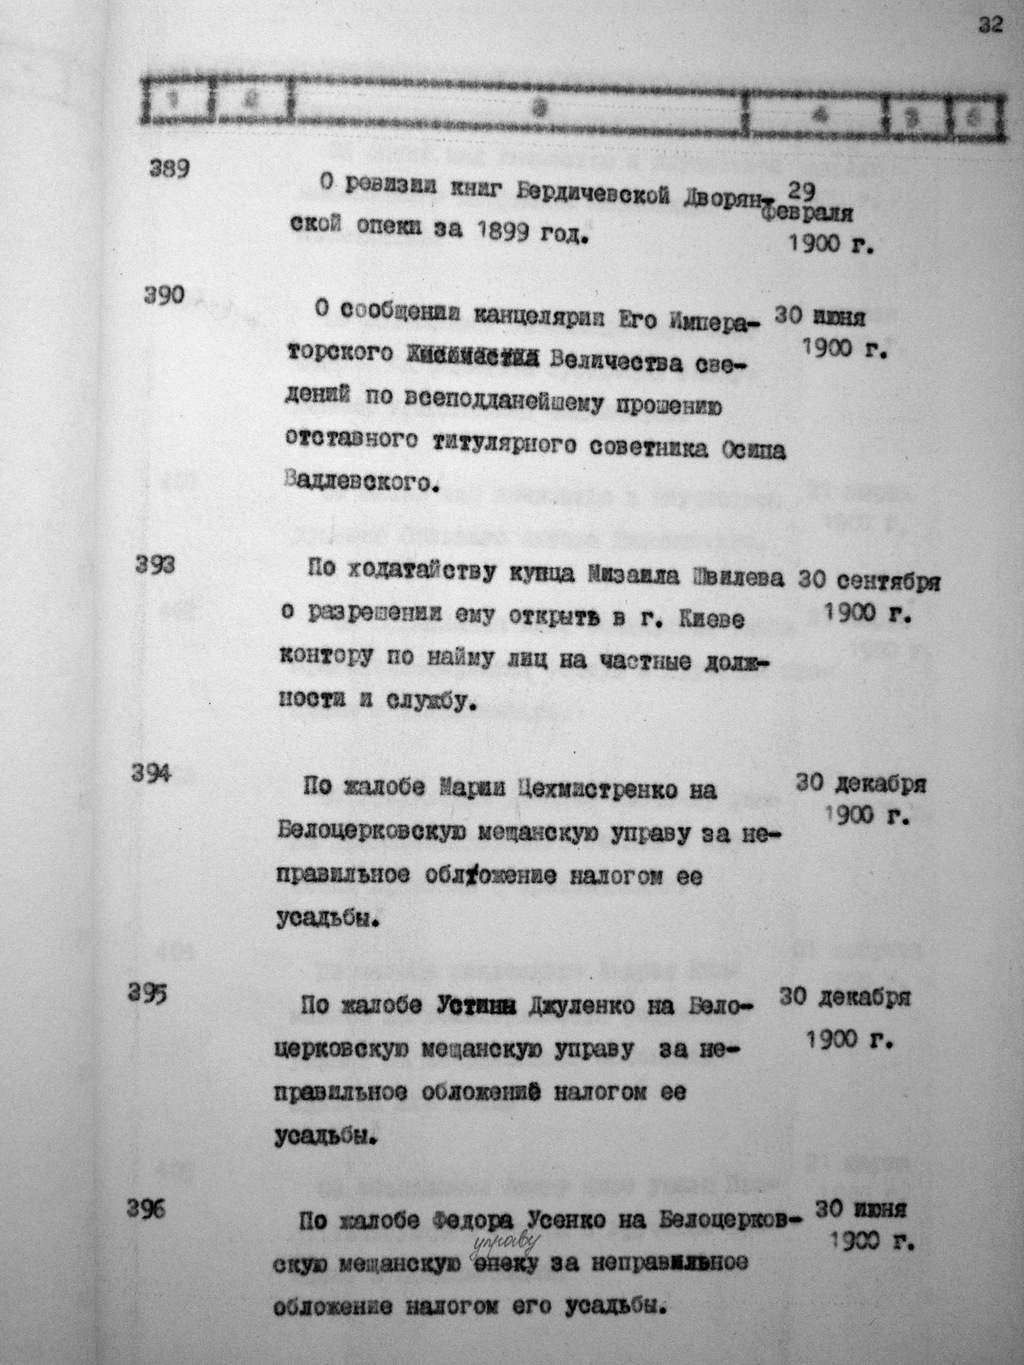 32
1 2 3 4 5 6
389 О ревизии книг Бердичевской Дворян- 29 февраля
ской опеки за 1899 год. 1900 г.
390 О сообщении канцелярии Его Импера- 30 июня
1900 г.
торского Величества све-
дений по всеподданейшему прошению
отставного титулярного советника Осипа
Вадлевского.
393 По ходатайству купца Мизаила Швилева 30 сентября
о разрешении ему открыть в г. Киеве 1900 г.
контору по найму лиц на частные долж-
ности и службу.
394 По жалобе Марии Цехмистренко на 30 декабря
1900 г.
Белоцерковскую мещанскую управу за не-
правильное обложение налогом ее
усадьбы.
395 По жалобе Устины Джуленко на Бело- 30 декабря
церковскую мещанскую управу за не- 1900 г.
правильное обложение налогом ее
усадьбы.
396 По жалобе Федора Усенко на Белоцерков- 30 июня
1900 г.
управу
скую мещанскую опеку за неправильное
обложение налогом его усадьбы.